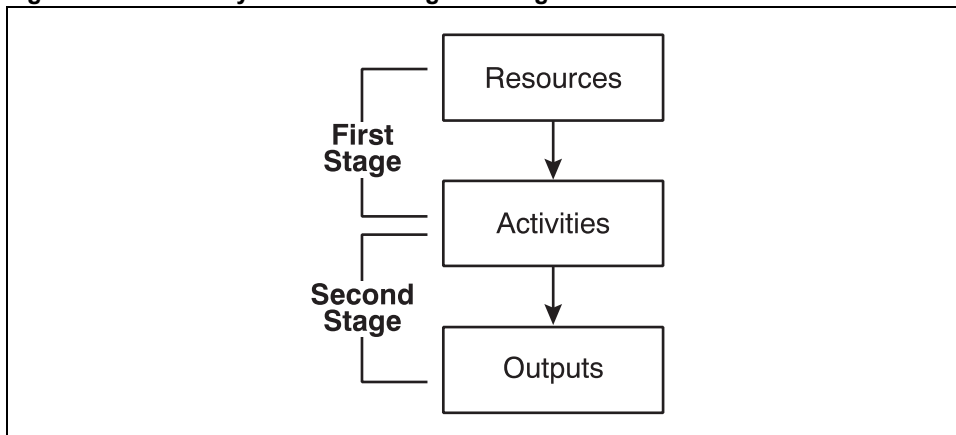 Resources
First
Stage
Activities
Second
Stage
Outputs